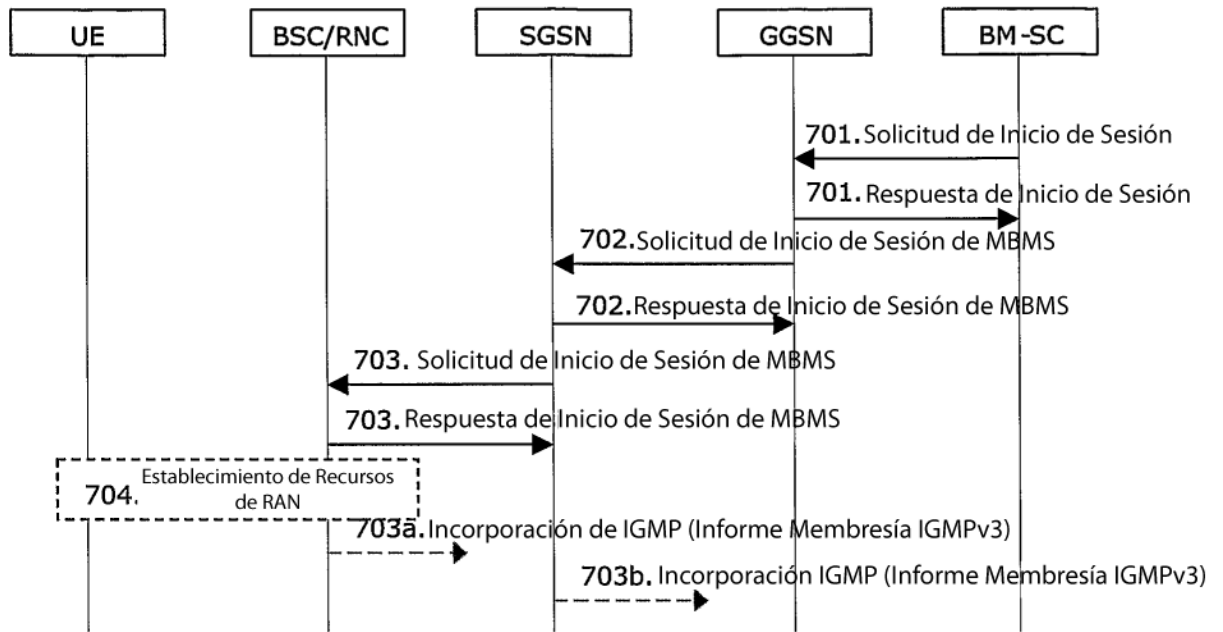 UE
BSC/RNC
SGSN
GGSN
BM-SC
701. Solicitud de Inicio de Sesión
701. Respuesta de Inicio de Sesión
702. Solicitud de Inicio de Sesión de MBMS
702. Respuesta de Inicio de Sesión de MBMS
703. Solicitud de Inicio de Sesión de MBMS
703. Respuesta de Inicio de Sesión de MBMS
704. Establecimiento de Recursos
de RAN
703a. Incorporación de IGMP (Informe Membresía IGMPv3)
703b. Incorporación IGMP (Informe Membresía IGMPv3)